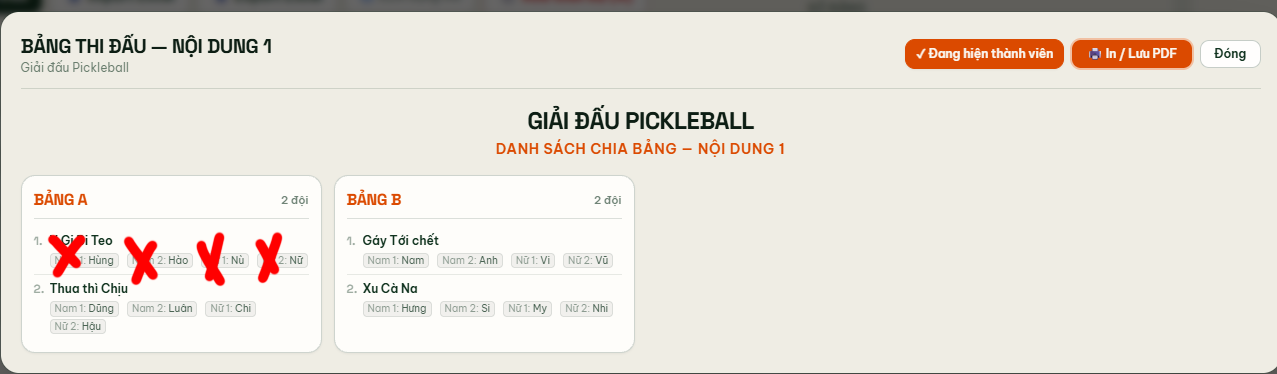 BẢNG THI ĐẤU — NỘI DUNG 1
Giải đấu Pickleball
✓ Đang hiện thành viên
In / Lưu PDF
Đóng
GIẢI ĐẤU PICKLEBALL
DANH SÁCH CHIA BẢNG — NỘI DUNG 1
BẢNG A
2 đội
1. Teo
Hùng
2: Hào
1: Nù
2: Nữ
2. Thua thì Chịu
Nam 1: Dũng
Nam 2: Luân
Nữ 1: Chi
Nữ 2: Hậu
BẢNG B
2 đội
1. Gáy Tới chết
Nam 1: Nam
Nam 2: Anh
Nữ 1: Vi
Nữ 2: Vũ
2. Xu Cà Na
Nam 1: Hưng
Nam 2: Si
Nữ 1: My
Nữ 2: Nhi